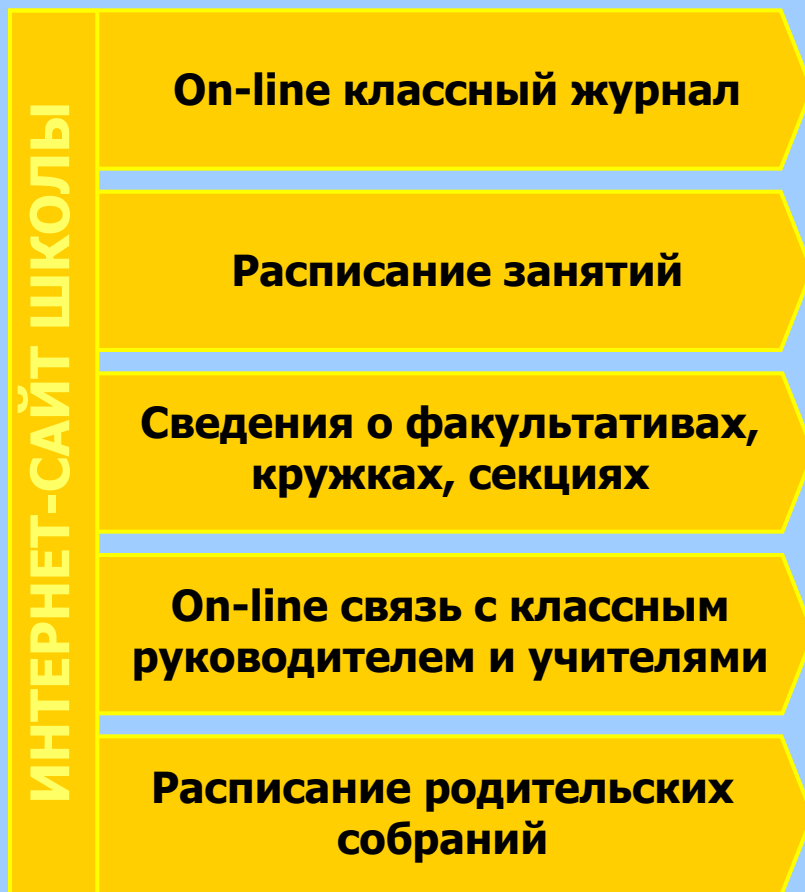 ИНТЕРНЕТ-САЙТ ШКОЛЫ
On-line классный журнал
Расписание занятий
Сведения о факультативах,
кружках, секциях
On-line связь с классным
руководителем и учителями
Расписание родительских
собраний